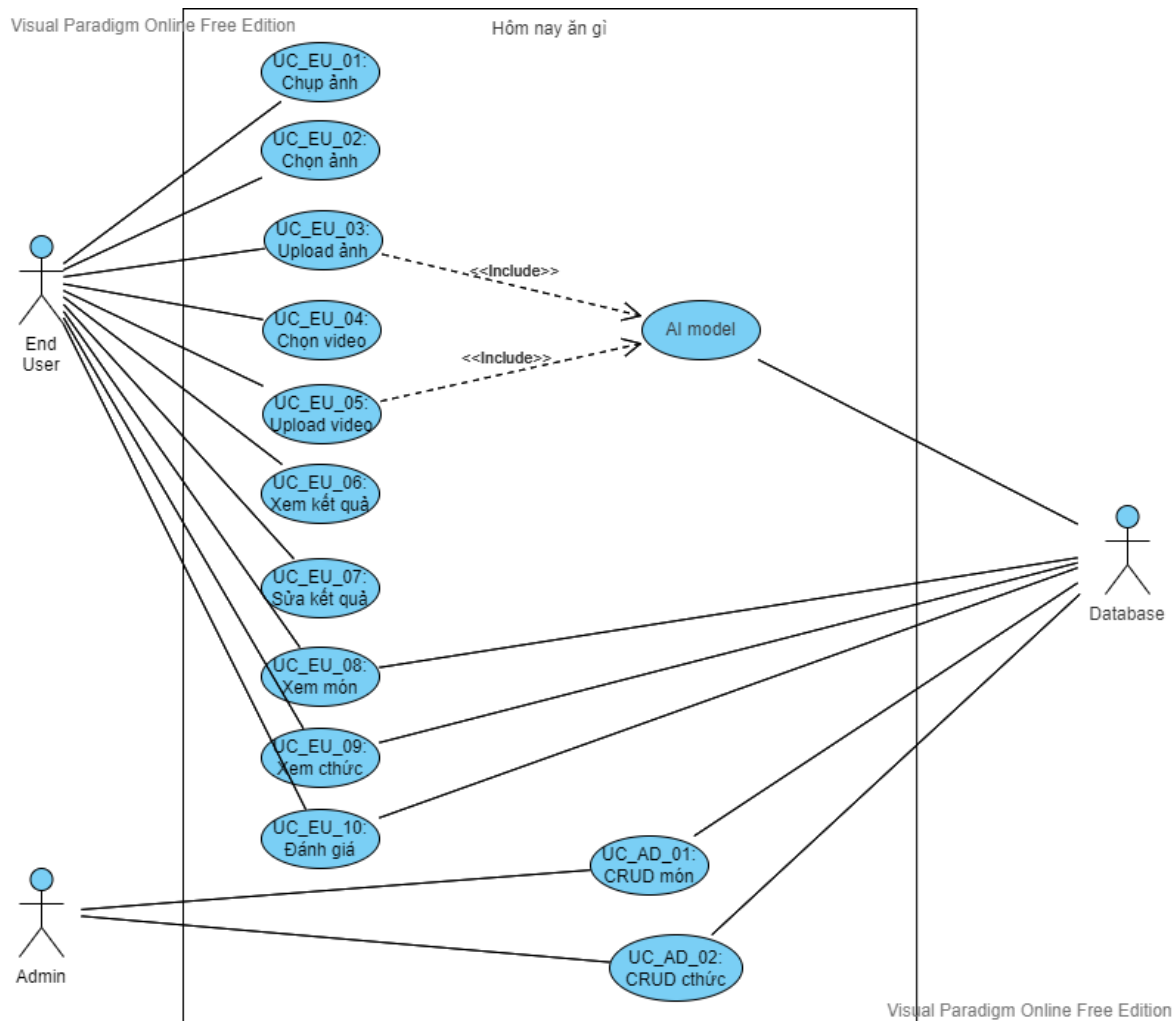 Visual Paradigm Online Free Edition
Hôm nay ăn gì
UC_EU_01:
Chụp ảnh
UC_EU_02:
Chọn ảnh
UC_EU_03:
Upload ảnh
<<Include>>
End
User
UC_EU_04:
Chọn video
AI model
<<Include>>
UC_EU_05:
Upload video
UC_EU_06:
Xem kết quả
UC_EU_07:
Sửa kết quả
Database
UC_EU_08:
Xem món
UC_EU_09:
Xem cthức
UC_EU_10:
Đánh giá
UC_AD_01:
CRUD món
Admin
UC_AD_02:
CRUD cthức
Visual Paradigm Online Free Edition